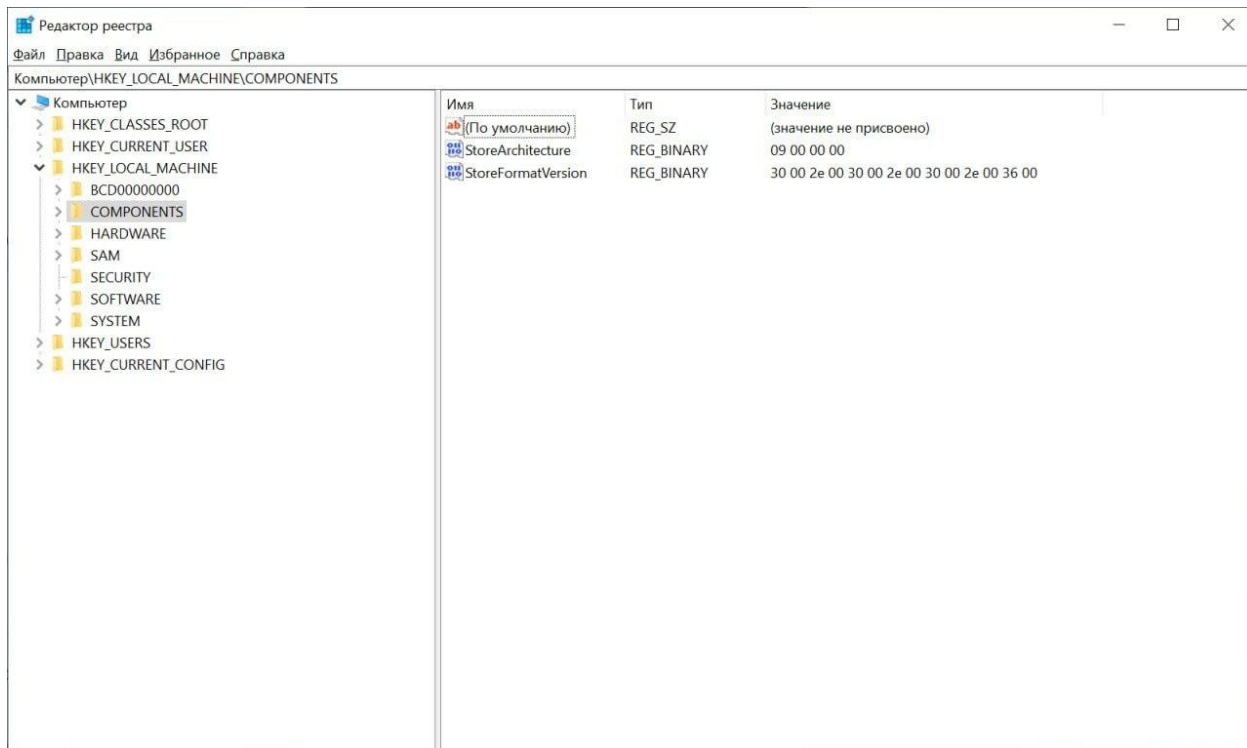 Редактор реестра
Файл Правка Вид Избранное Справка
Компьютер\HKEY_LOCAL_MACHINE\COMPONENTS
Компьютер
HKEY_CLASSES_ROOT
HKEY_CURRENT_USER
HKEY_LOCAL_MACHINE
BCD00000000
COMPONENTS
HARDWARE
SAM
SECURITY
SOFTWARE
SYSTEM
HKEY_USERS
HKEY_CURRENT_CONFIG
Имя Тип Значение
(По умолчанию) REG_SZ (значение не присвоено)
StoreArchitecture REG_BINARY 09 00 00 00
StoreFormatVersion REG_BINARY 30 00 2e 00 30 00 2e 00 30 00 2e 00 36 00